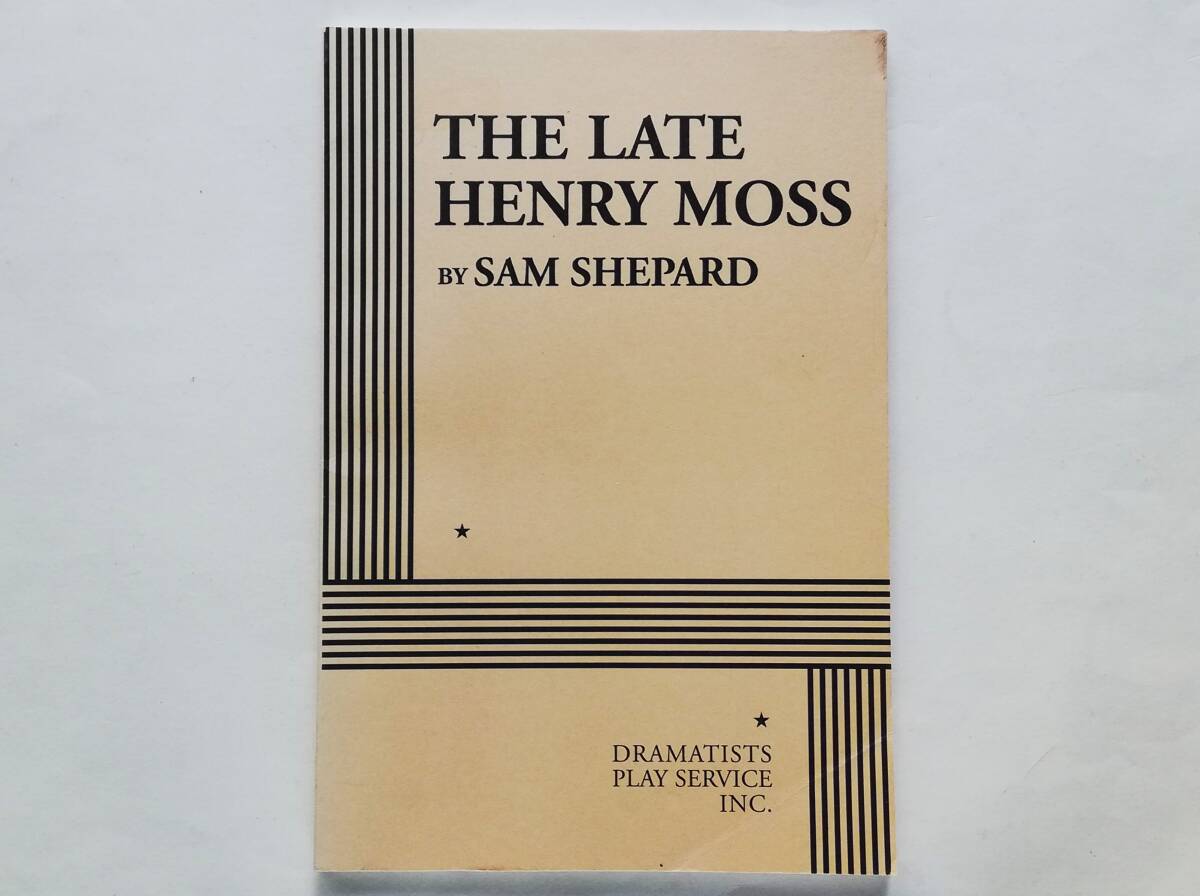 THE LATE
HENRY MOSS
BY SAM SHEPARD
DRAMATISTS
PLAY SERVICE
INC.